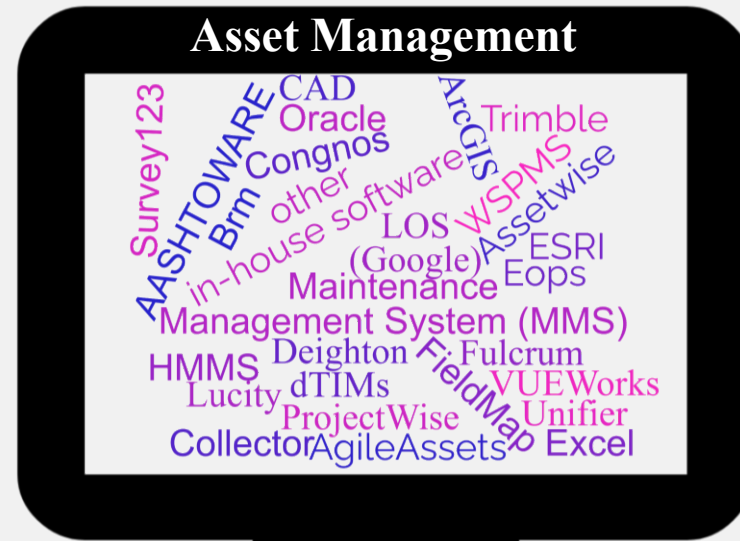 Asset Management
Survey123
AASHTOWARE
Brm
CAD
Oracle
Congnos
other
in-house software
ArcGIS
Trimble
WSPMS
Assetwise
LOS
(Google)
ESRI
Eops
Maintenance
Management System (MMS)
HMMS
Deighton
dTIMs
Lucity
FieldMap
Fulcrum
VUEWorks
ProjectWise
Unifier
Collector
AgileAssets
Excel